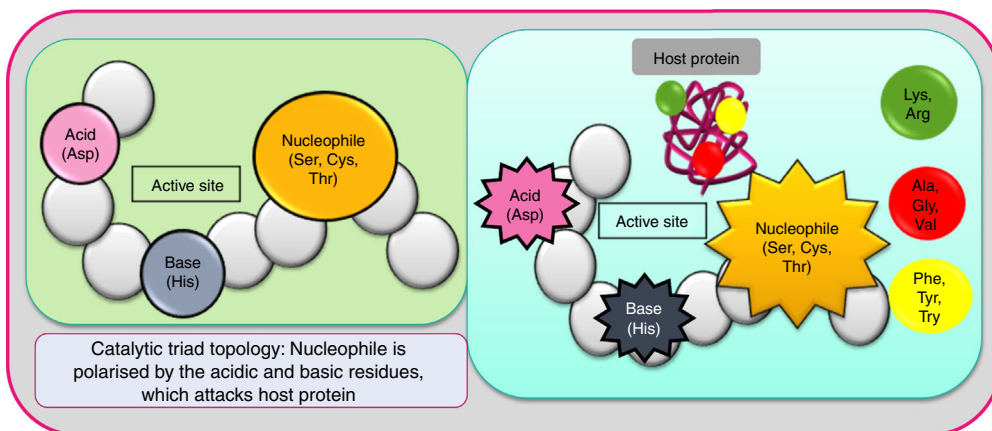 Acid
(Asp)
Active site
Nucleophile
(Ser, Cys,
Thr)
Base
(His)
Catalytic triad topology: Nucleophile is
polarised by the acidic and basic residues,
which attacks host protein
Host protein
Acid
(Asp)
Active site
Nucleophile
(Ser, Cys,
Thr)
Base
(His)
Lys,
Arg
Ala,
Gly,
Val
Phe,
Tyr,
Try